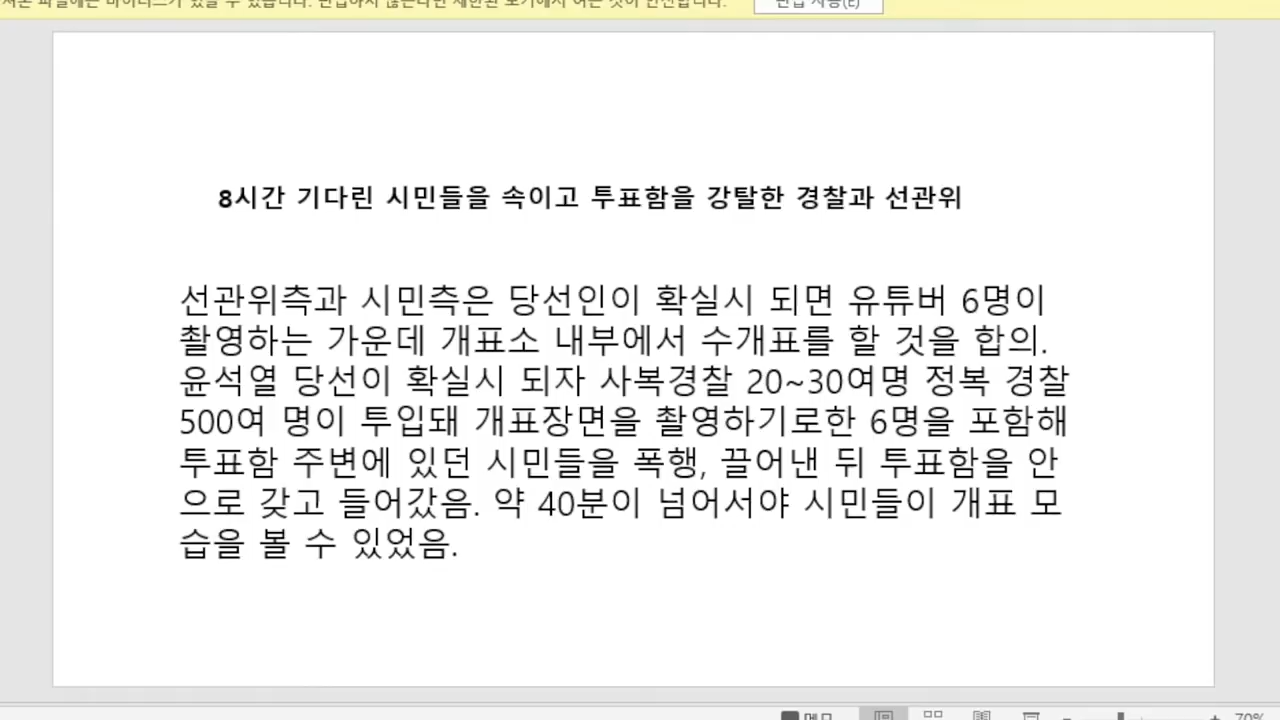 편집 사용(E)
8시간 기다린 시민들을 속이고 투표함을 강탈한 경찰과 선관위
선관위측과 시민측은 당선인이 확실시 되면 유튜버 6명이
촬영하는 가운데 개표소 내부에서 수개표를 할 것을 합의.
윤석열 당선이 확실시 되자 사복경찰 20~30여명 정복 경찰
500여 명이 투입돼 개표장면을 촬영하기로한 6명을 포함해
투표함 주변에 있던 시민들을 폭행, 끌어낸 뒤 투표함을 안
으로 갖고 들어갔음. 약 40분이 넘어서야 시민들이 개표 모
습을 볼 수 있었음.
70%